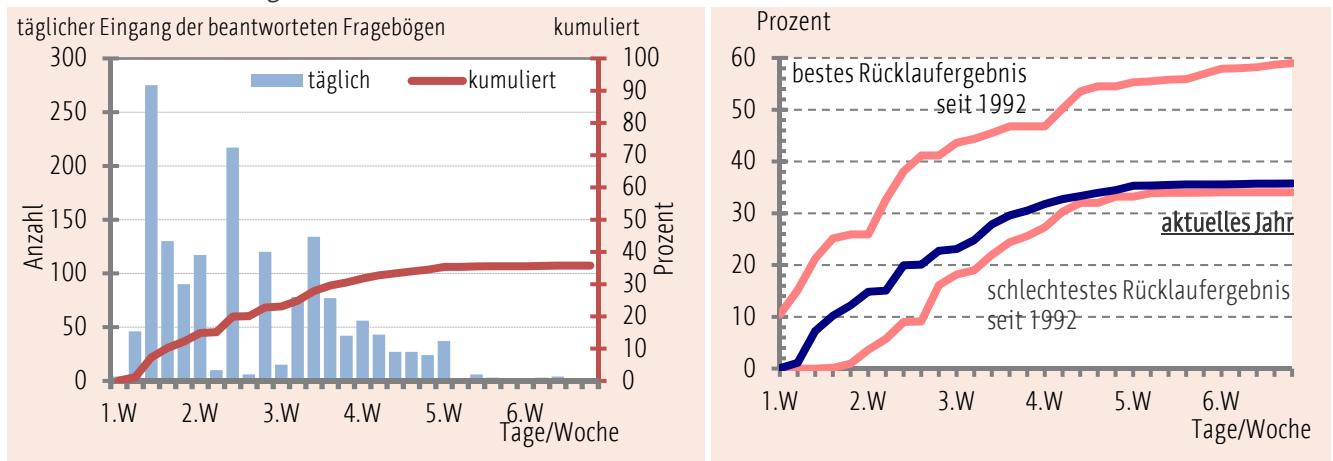 täglicher Eingang der beantworteten Fragebögen
kumuliert
300
250
200
150
100
50
0
Anzahl
täglich
kumuliert
100
90
80
70
60
50
40
30
20
10
0
Prozent
1.W 2.W 3.W 4.W 5.W 6.W
Tage/Woche
Prozent
60
50
40
30
20
10
0
bestes Rücklaufergebnis
seit 1992
aktuelles Jahr
schlechtestes Rücklaufergebnis
seit 1992
1.W 2.W 3.W 4.W 5.W 6.W
Tage/Woche